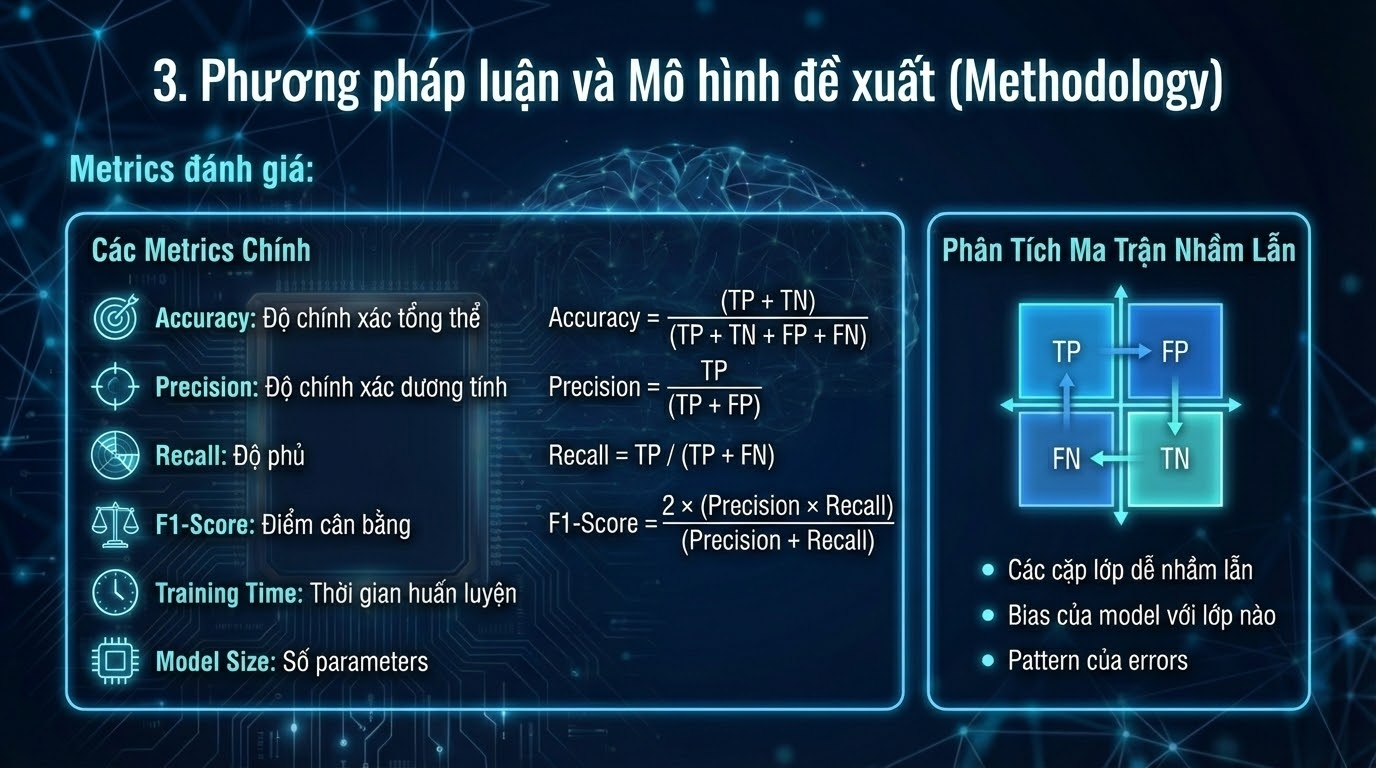 3. Phương pháp luận và Mô hình đề xuất (Methodology)
Metrics đánh giá:
Các Metrics Chính
Accuracy: Độ chính xác tổng thể
Accuracy = (TP + TN) / (TP + TN + FP + FN)
Precision: Độ chính xác dương tính
Precision = TP / (TP + FP)
Recall: Độ phủ
Recall = TP / (TP + FN)
F1-Score: Điểm cân bằng
F1-Score = 2 × (Precision × Recall) / (Precision + Recall)
Training Time: Thời gian huấn luyện
Model Size: Số parameters
Phân Tích Ma Trận Nhầm Lẫn
TP FP
FN TN
Các cặp lớp dễ nhầm lẫn
Bias của model với lớp nào
Pattern của errors